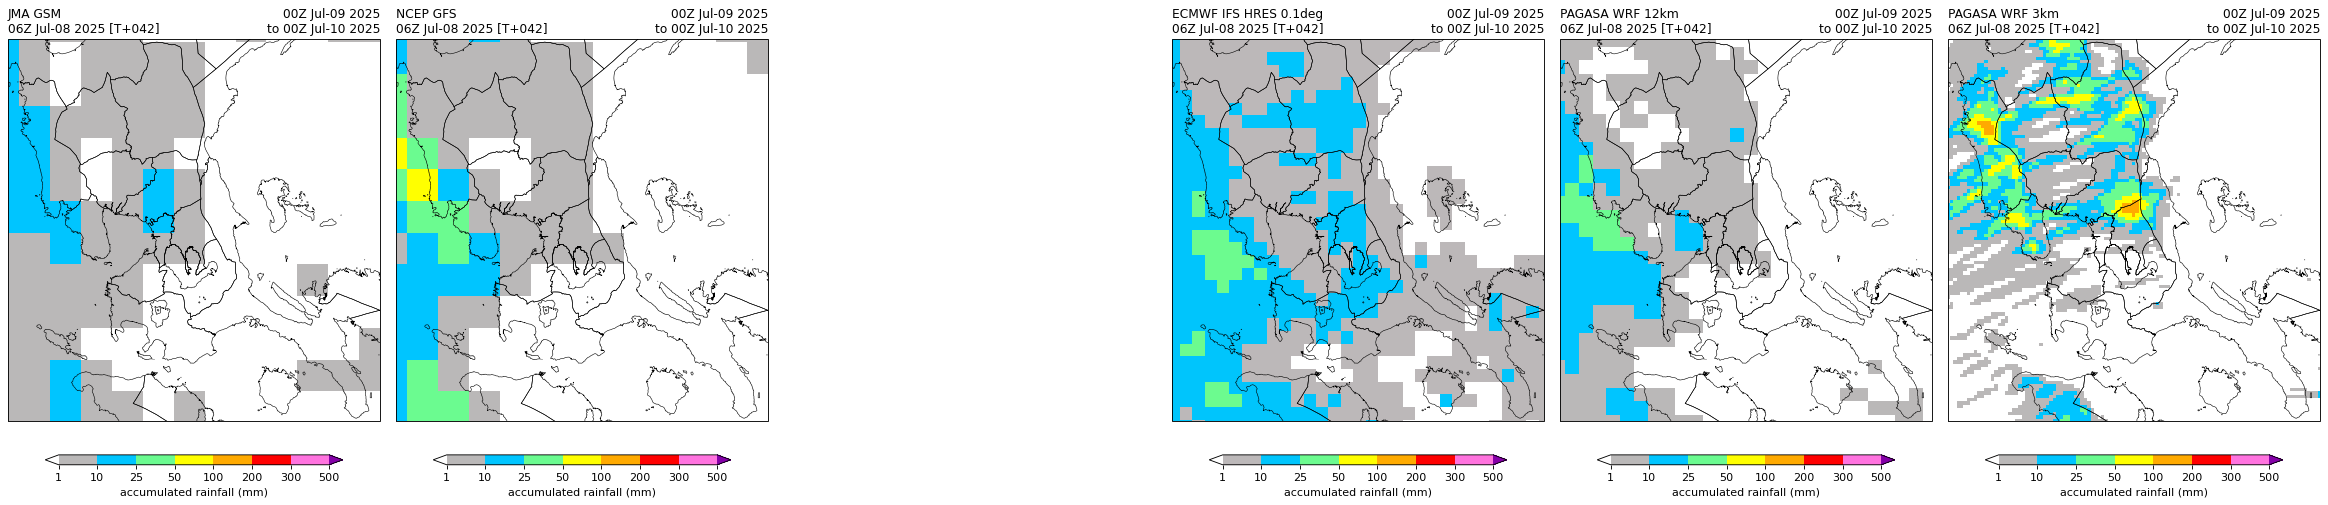 JMA GSM 00Z Jul-09 2025
06Z Jul-08 2025 [T+042] to 00Z Jul-10 2025
1 10 25 50 100 200 300 500
accumulated rainfall (mm)
NCEP GFS 00Z Jul-09 2025
06Z Jul-08 2025 [T+042] to 00Z Jul-10 2025
1 10 25 50 100 200 300 500
accumulated rainfall (mm)
ECMWF IFS HRES 0.1deg 00Z Jul-09 2025
06Z Jul-08 2025 [T+042] to 00Z Jul-10 2025
1 10 25 50 100 200 300 500
accumulated rainfall (mm)
PAGASA WRF 12km 00Z Jul-09 2025
06Z Jul-08 2025 [T+042] to 00Z Jul-10 2025
1 10 25 50 100 200 300 500
accumulated rainfall (mm)
PAGASA WRF 3km 00Z Jul-09 2025
06Z Jul-08 2025 [T+042] to 00Z Jul-10 2025
1 10 25 50 100 200 300 500
accumulated rainfall (mm)